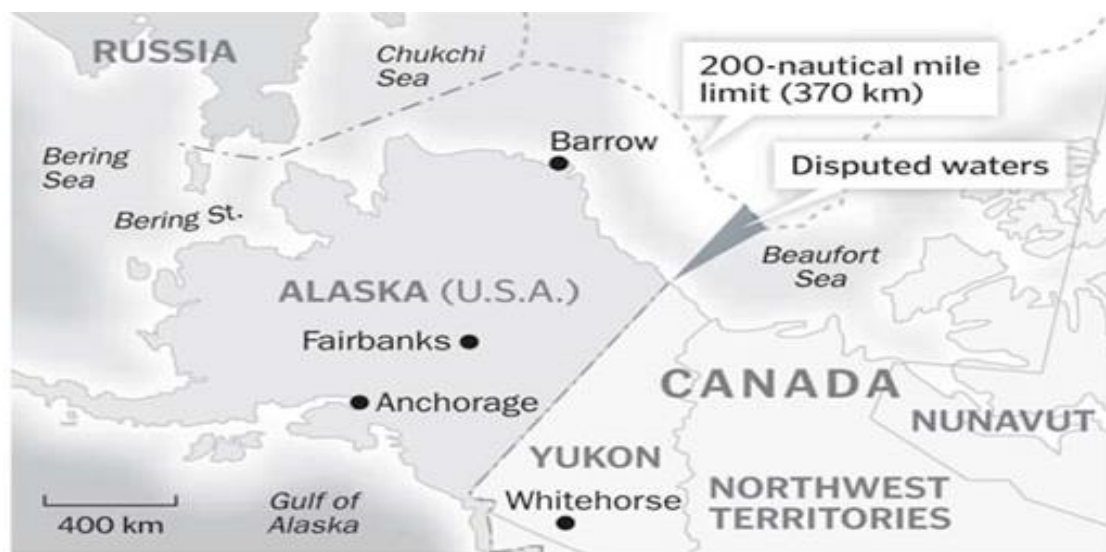 RUSSIA
Chukchi
Sea
200-nautical mile
limit (370 km)
Barrow
Disputed waters
Bering
Sea
Bering St.
Beaufort
Sea
ALASKA (U.S.A.)
Fairbanks
CANADA
Anchorage
NUNAVUT
YUKON
Whitehorse
NORTHWEST
TERRITORIES
400 km
Gulf of
Alaska